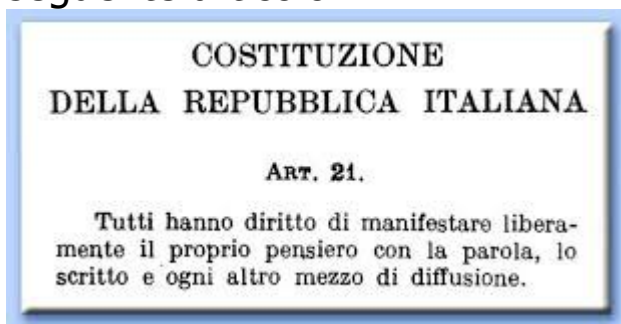 COSTITUZIONE
DELLA REPUBBLICA ITALIANA
ART. 21.
Tutti hanno diritto di manifestare libera-
mente il proprio pensiero con la parola, lo
scritto e ogni altro mezzo di diffusione.